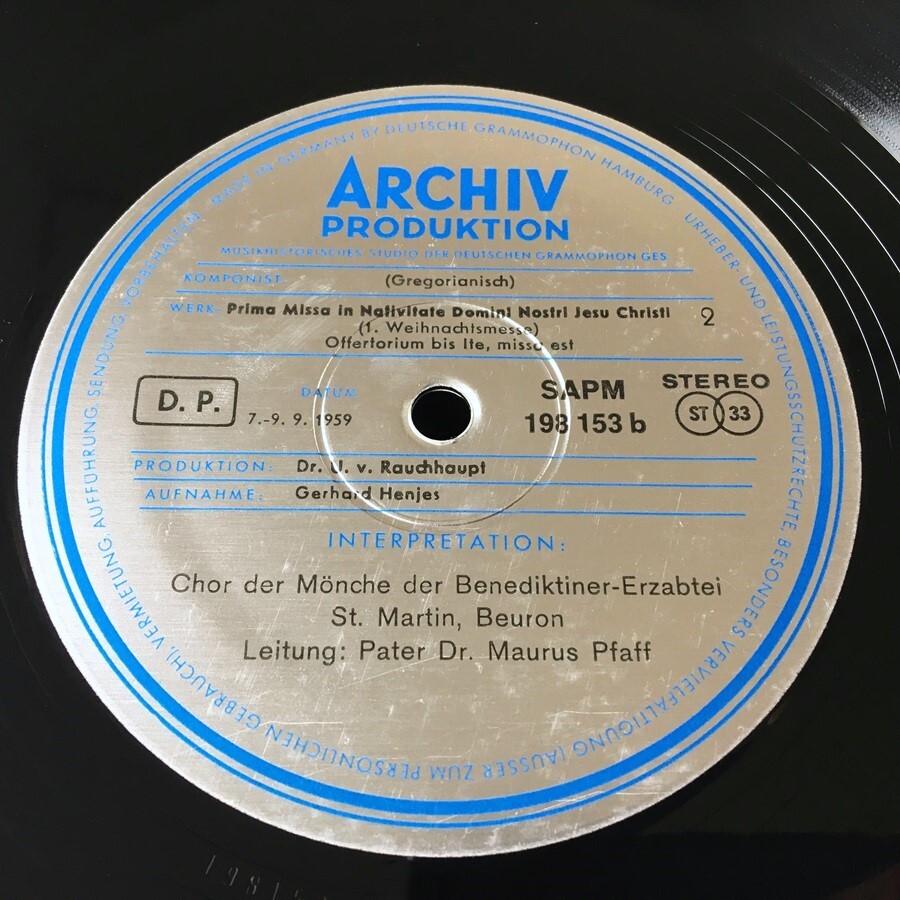 MADE IN GERMANY BY DEUTSCHE GRAMMOPHON HAMBURG
URHEBER- UND LEISTUNGSSCHUTZRECHTE, BESONDERS VERVIELFÄLTIGUNG (AUSSER ZUM PERSÖNLICHEN GEBRAUCH), VERMIETUNG, AUFFÜHRUNG, SENDUNG, VORBEHALTEN
ARCHIV
PRODUKTION
MUSIKHISTORISCHES STUDIO DER DEUTSCHEN GRAMMOPHON GES
KOMPONIST: (Gregorianisch)
WERK: Prima Missa in Nativitate Domini Nostri Jesu Christi 2
(1. Weihnachtsmesse)
Offertorium bis Ite, missa est
D. P. DATUM SAPM STEREO
7.-9. 9. 1959 198 153 b ST 33
PRODUKTION: Dr. U. v. Rauchhaupt
AUFNAHME: Gerhard Henjes
INTERPRETATION:
Chor der Mönche der Benediktiner-Erzabtei
St. Martin, Beuron
Leitung: Pater Dr. Maurus Pfaff